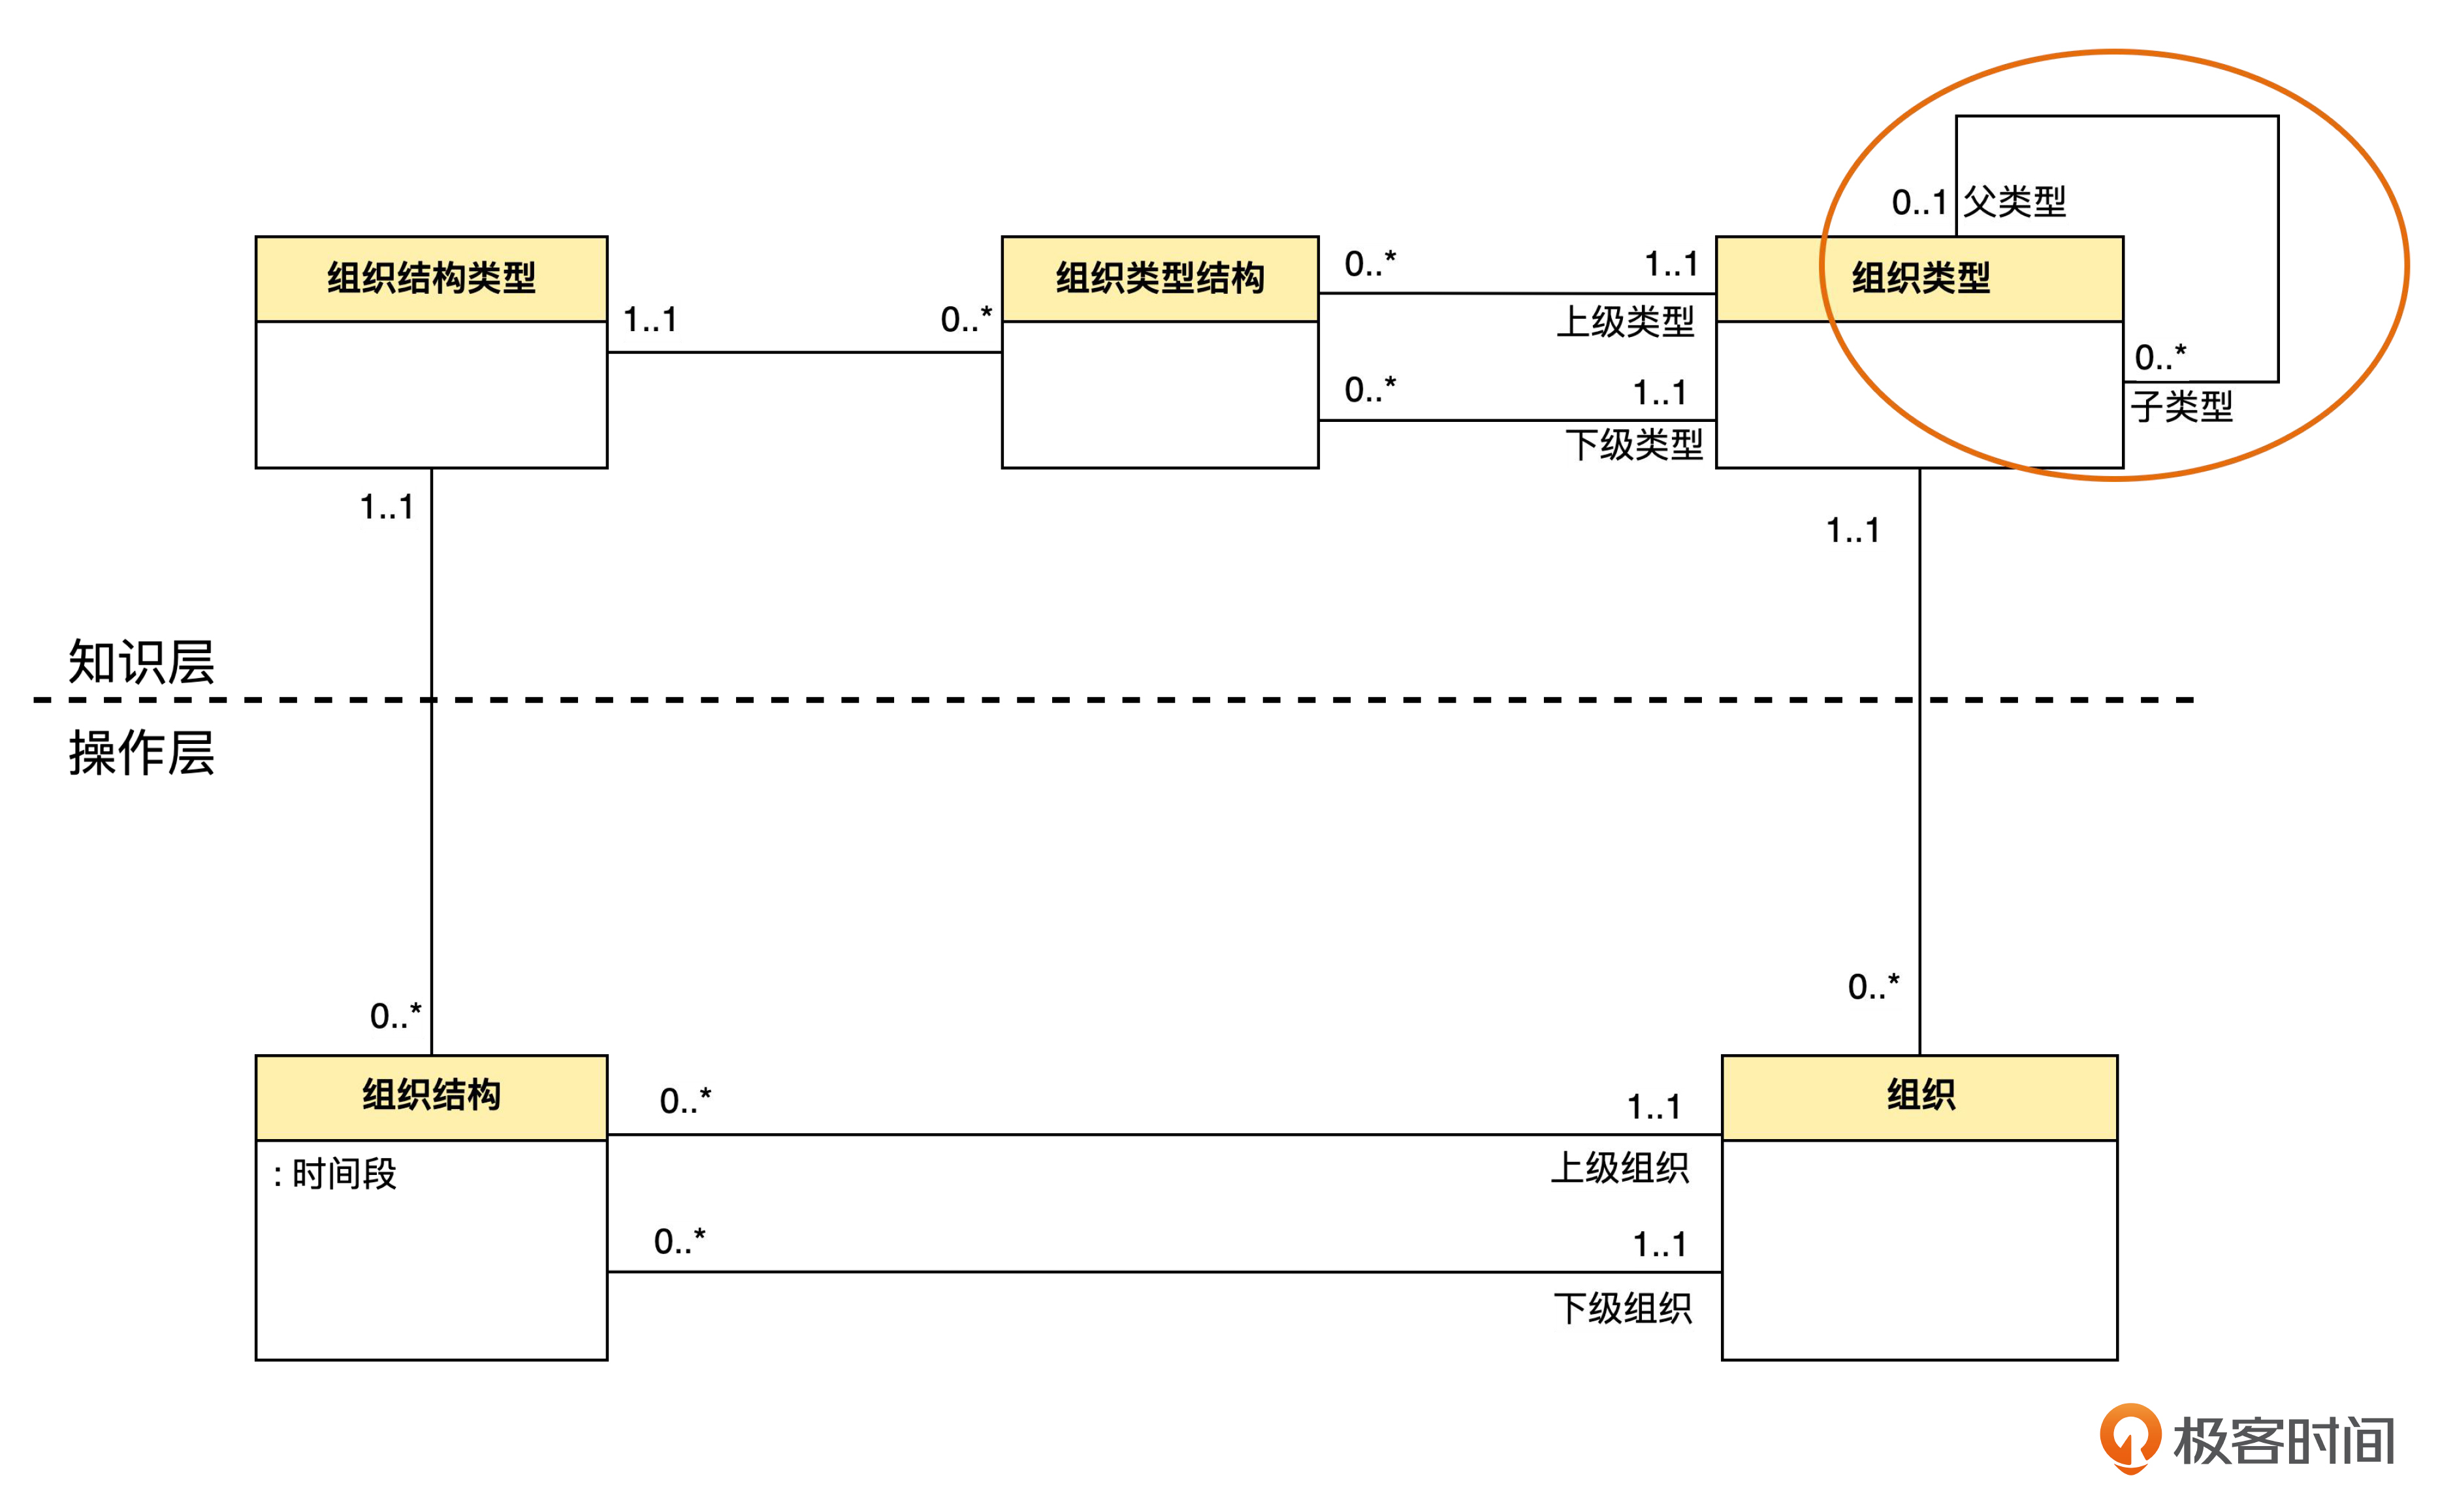 0..1 父类型
组织结构类型
组织类型结构
组织类型
1..1
0..*
0..*
1..1
上级类型
0..*
1..1
下级类型
0..*
子类型
1..1
1..1
知识层
操作层
0..*
0..*
组织结构
组织
: 时间段
0..*
1..1
上级组织
0..*
1..1
下级组织
极客时间